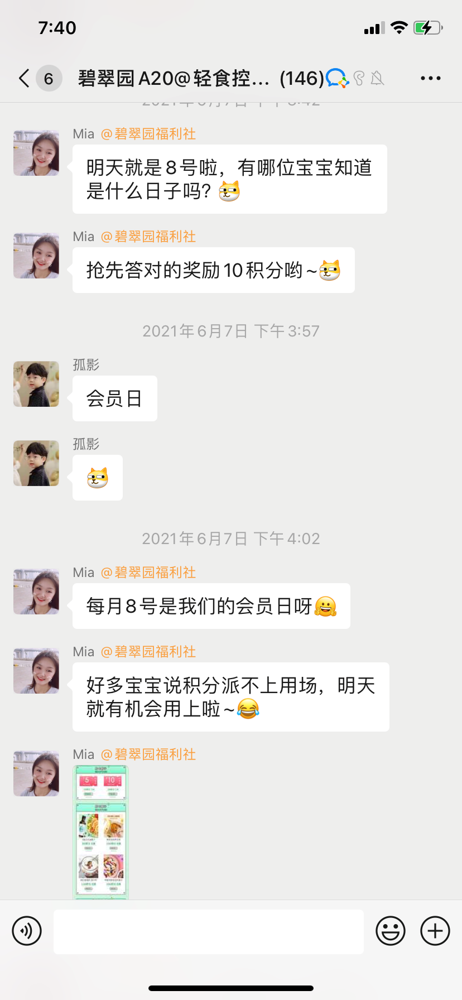 7:40
6
碧翠园A20@轻食控... (146)
Mia @碧翠园福利社
明天就是8号啦，有哪位宝宝知道
是什么日子吗?
Mia @碧翠园福利社
抢先答对的奖励10积分哟~
2021年6月7日 下午3:57
孤影
会员日
孤影
2021年6月7日 下午4:02
Mia @碧翠园福利社
每月8号是我们的会员日呀
Mia @碧翠园福利社
好多宝宝说积分派不上用场，明天
就有机会用上啦~
Mia @碧翠园福利社
5 10